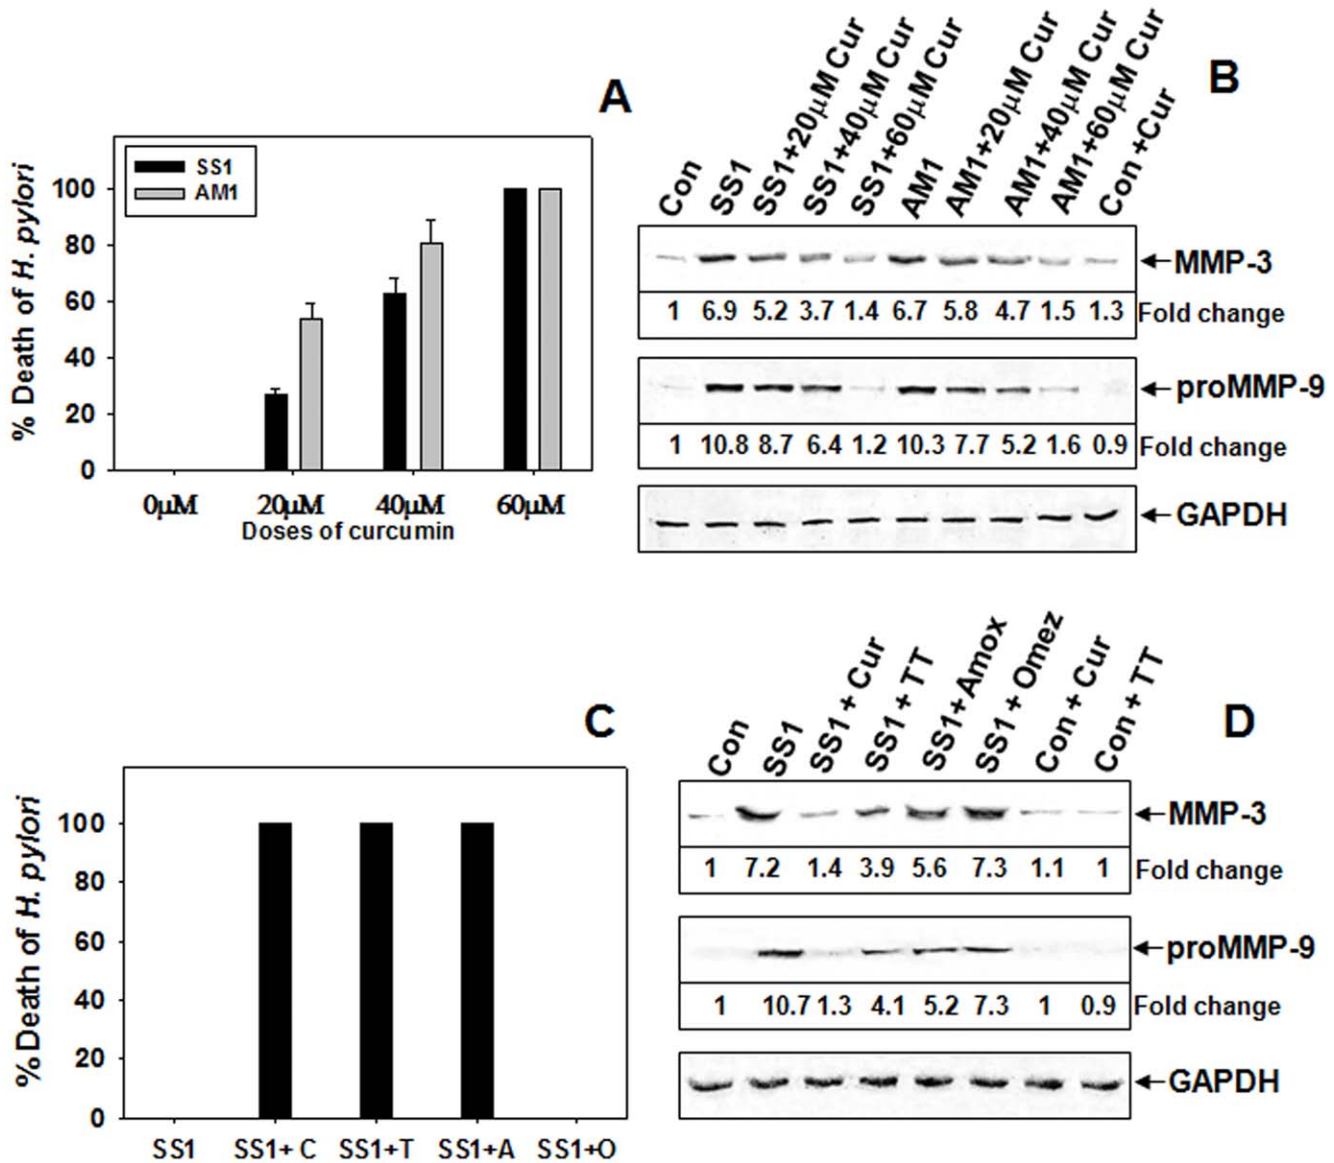 A
SS1
AM1
% Death of H. pylori
100
80
60
40
20
0
0µM 20µM 40µM 60µM
Doses of curcumin
B
Con SS1 SS1+20µM Cur SS1+40µM Cur SS1+60µM Cur AM1 AM1+20µM Cur AM1+40µM Cur AM1+60µM Cur Con +Cur
MMP-3
1 6.9 5.2 3.7 1.4 6.7 5.8 4.7 1.5 1.3 Fold change
proMMP-9
1 10.8 8.7 6.4 1.2 10.3 7.7 5.2 1.6 0.9 Fold change
GAPDH
C
% Death of H. pylori
100
80
60
40
20
0
SS1 SS1+ C SS1+T SS1+A SS1+O
D
Con SS1 SS1 + Cur SS1 + TT SS1+ Amox SS1 + Omez Con + Cur Con + TT
MMP-3
1 7.2 1.4 3.9 5.6 7.3 1.1 1 Fold change
proMMP-9
1 10.7 1.3 4.1 5.2 7.3 1 0.9 Fold change
GAPDH